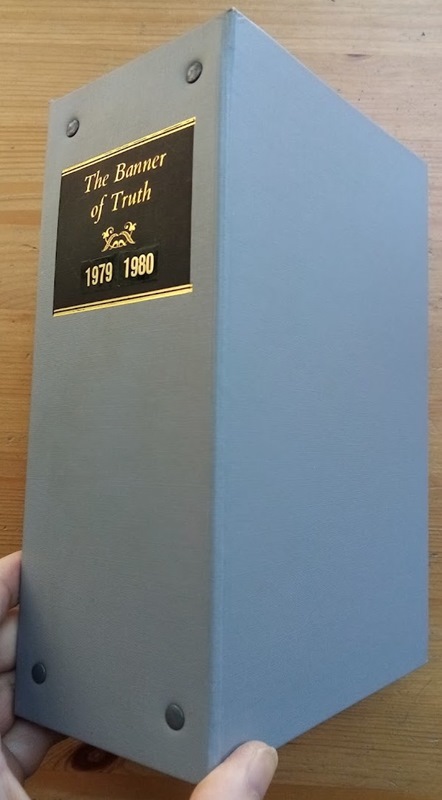 The Banner
of Truth
1979 1980